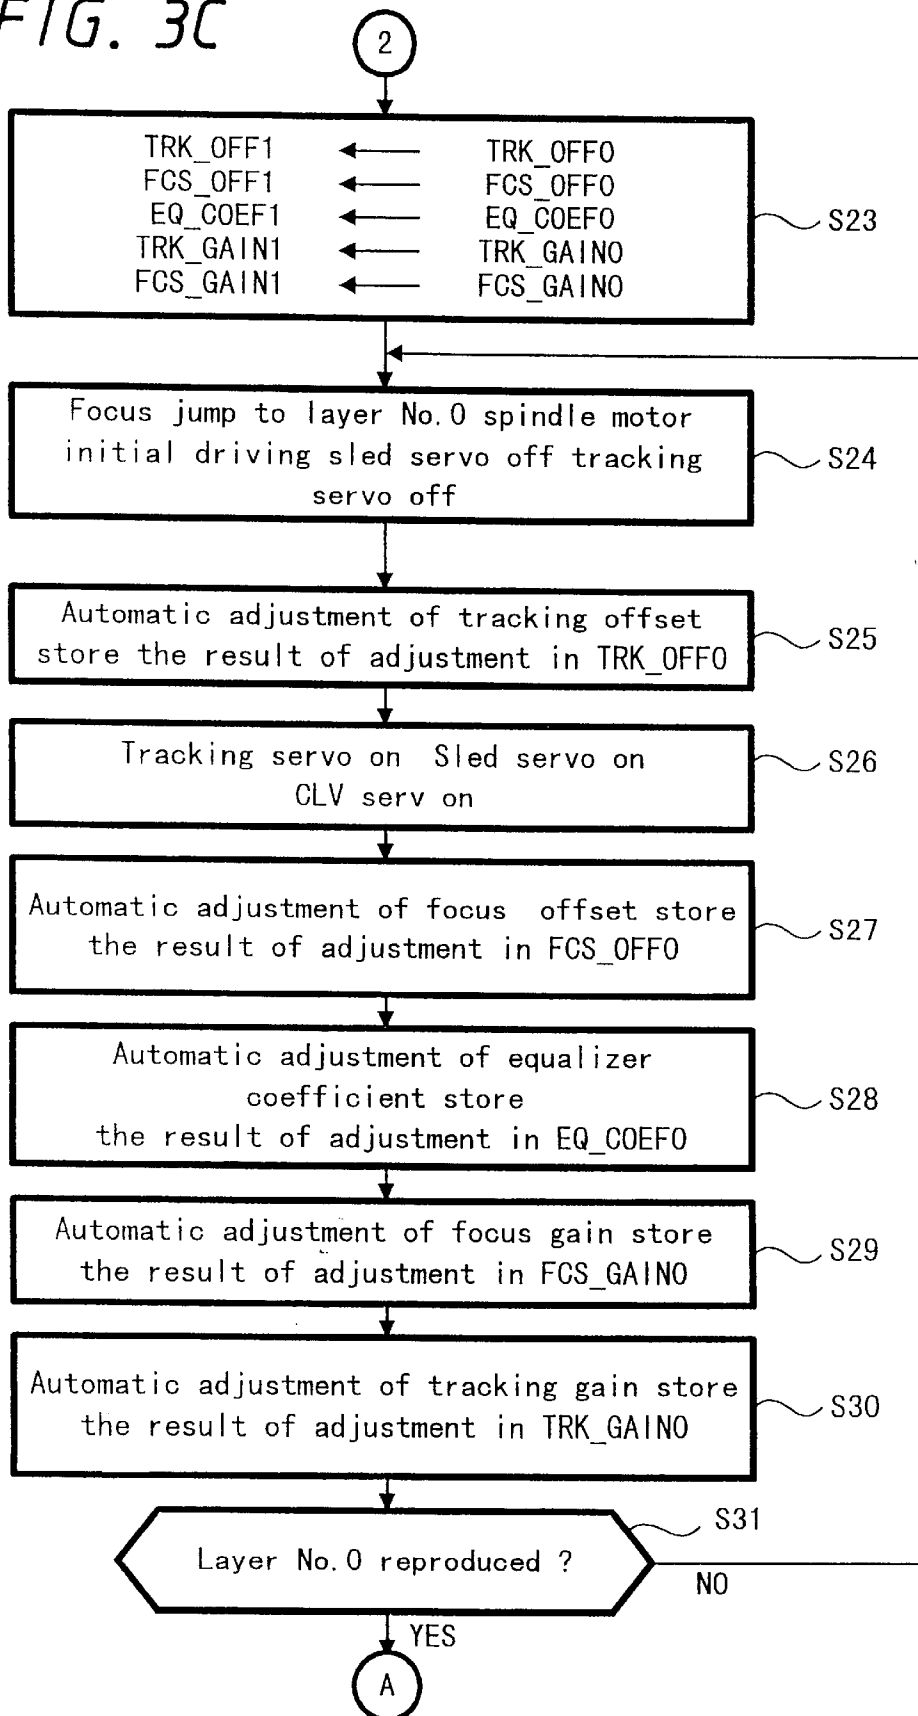 FIG. 3C
2
TRK_OFF1 TRK_OFF0
FCS_OFF1 FCS_OFF0
EQ_COEF1 EQ_COEF0
TRK_GAIN1 TRK_GAIN0
FCS_GAIN1 FCS_GAIN0
S23
Focus jump to layer No.0 spindle motor
initial driving sled servo off tracking
servo off
S24
Automatic adjustment of tracking offset
store the result of adjustment in TRK_OFF0
S25
Tracking servo on Sled servo on
CLV serv on
S26
Automatic adjustment of focus offset store
the result of adjustment in FCS_OFF0
S27
Automatic adjustment of equalizer
coefficient store
the result of adjustment in EQ_COEF0
S28
Automatic adjustment of focus gain store
the result of adjustment in FCS_GAIN0
S29
Automatic adjustment of tracking gain store
the result of adjustment in TRK_GAIN0
S30
S31
Layer No.0 reproduced ?
NO
YES
A